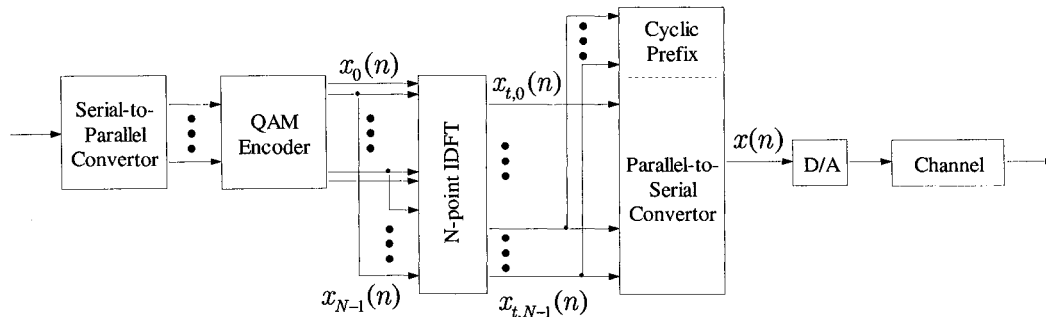 Serial-to-
Parallel
Convertor
QAM
Encoder
x_0(n)
x_{N-1}(n)
N-point IDFT
x_{t,0}(n)
x_{t,N-1}(n)
Cyclic
Prefix
Parallel-to-
Serial
Convertor
x(n)
D/A
Channel